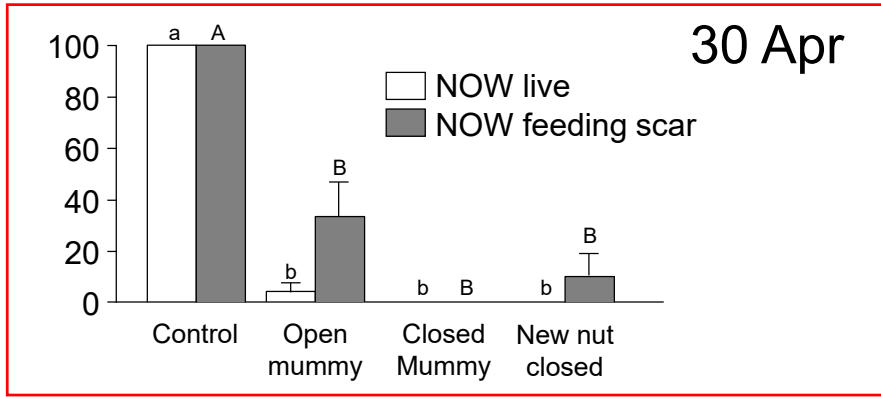 30 Apr
100
80
60
40
20
0
a A
b B
b B
b B
NOW live
NOW feeding scar
Control
Open
mummy
Closed
Mummy
New nut
closed